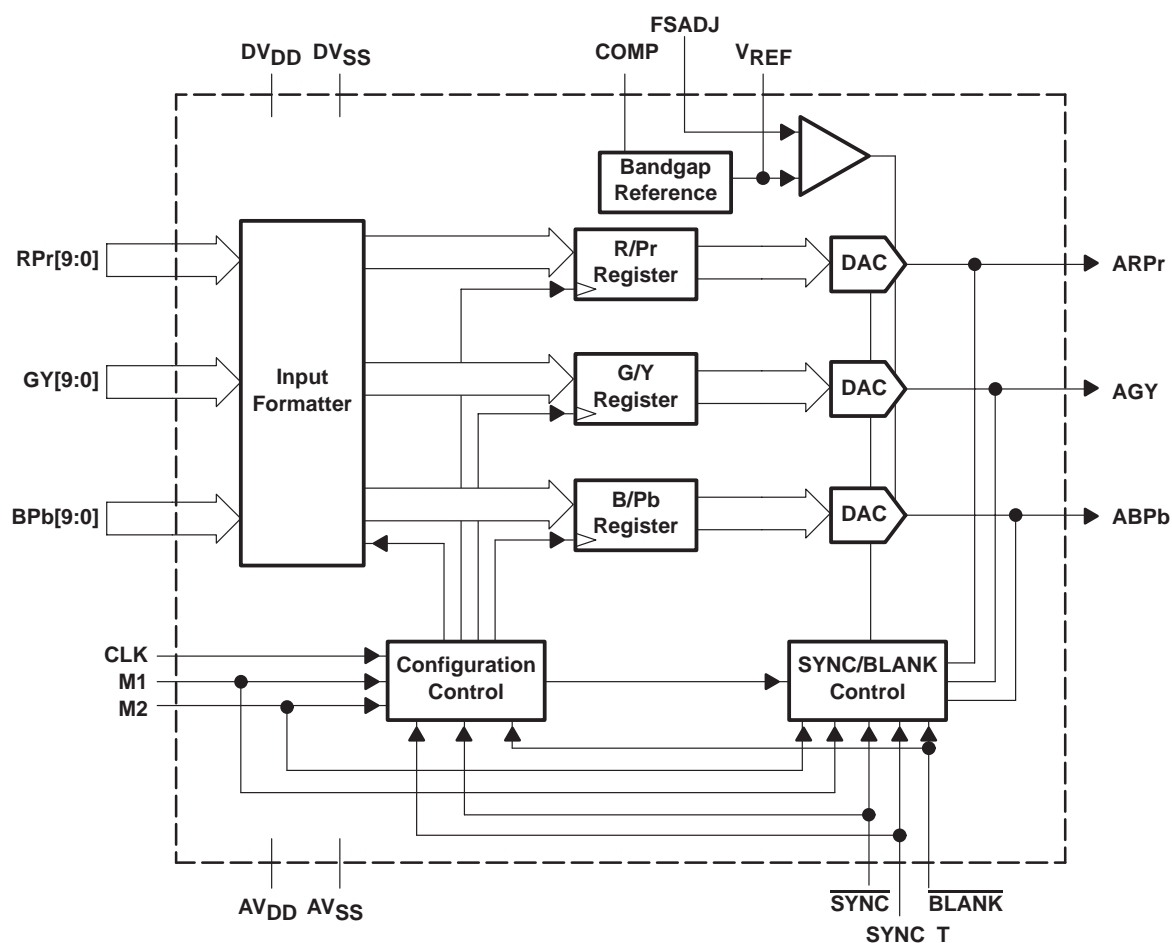 FSADJ
DVDD DVSS COMP VREF
Bandgap
Reference
RPr[9:0]
R/Pr
Register
DAC
ARPr
GY[9:0]
Input
Formatter
G/Y
Register
DAC
AGY
BPb[9:0]
B/Pb
Register
DAC
ABPb
CLK
M1
M2
Configuration
Control
SYNC/BLANK
Control
AVDD AVSS
SYNC BLANK
SYNC_T